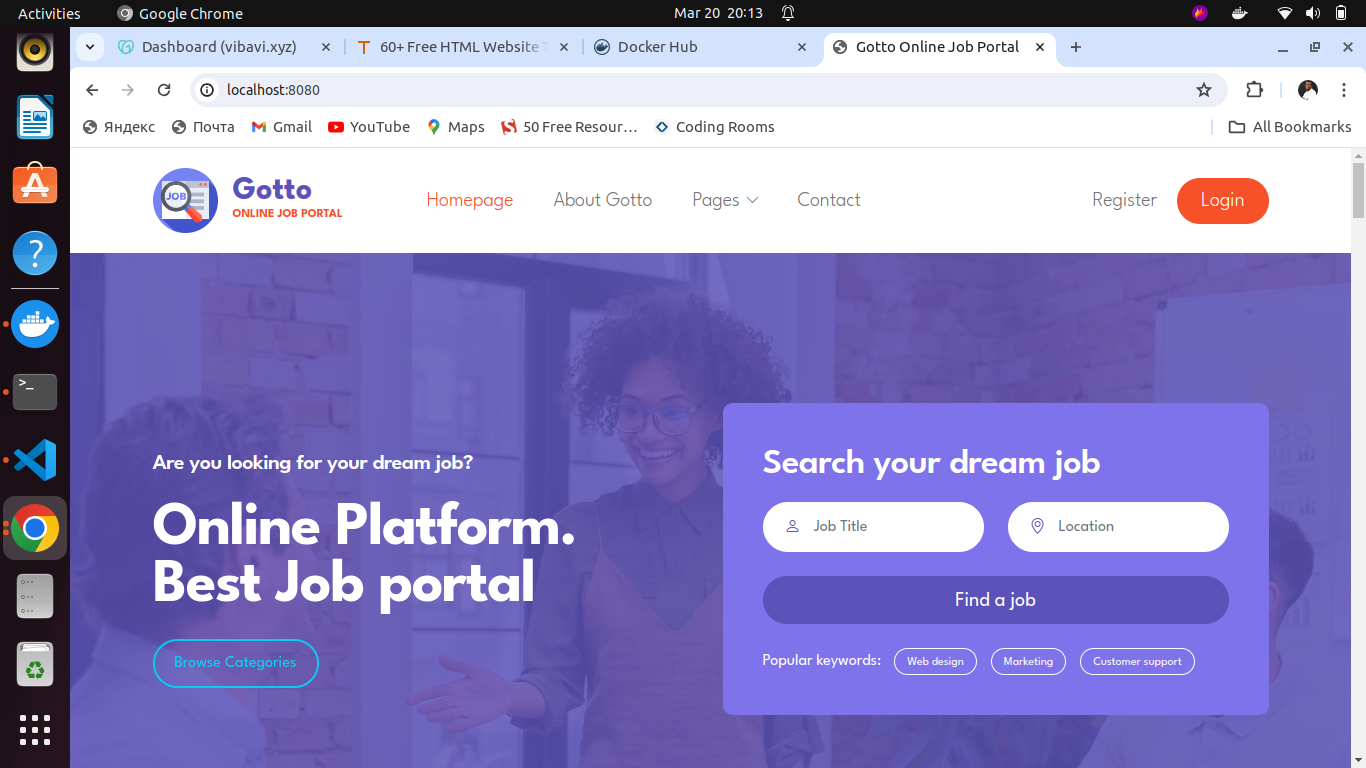 Activities Google Chrome Mar 20 20:13
Dashboard (vibavi.xyz) 60+ Free HTML Website Docker Hub Gotto Online Job Portal
localhost:8080
Яндекс Почта Gmail YouTube Maps 50 Free Resour… Coding Rooms All Bookmarks
JOB
Gotto
ONLINE JOB PORTAL
Homepage About Gotto Pages Contact Register Login
Are you looking for your dream job?
Online Platform.
Best Job portal
Browse Categories
Search your dream job
Job Title Location
Find a job
Popular keywords: Web design Marketing Customer support